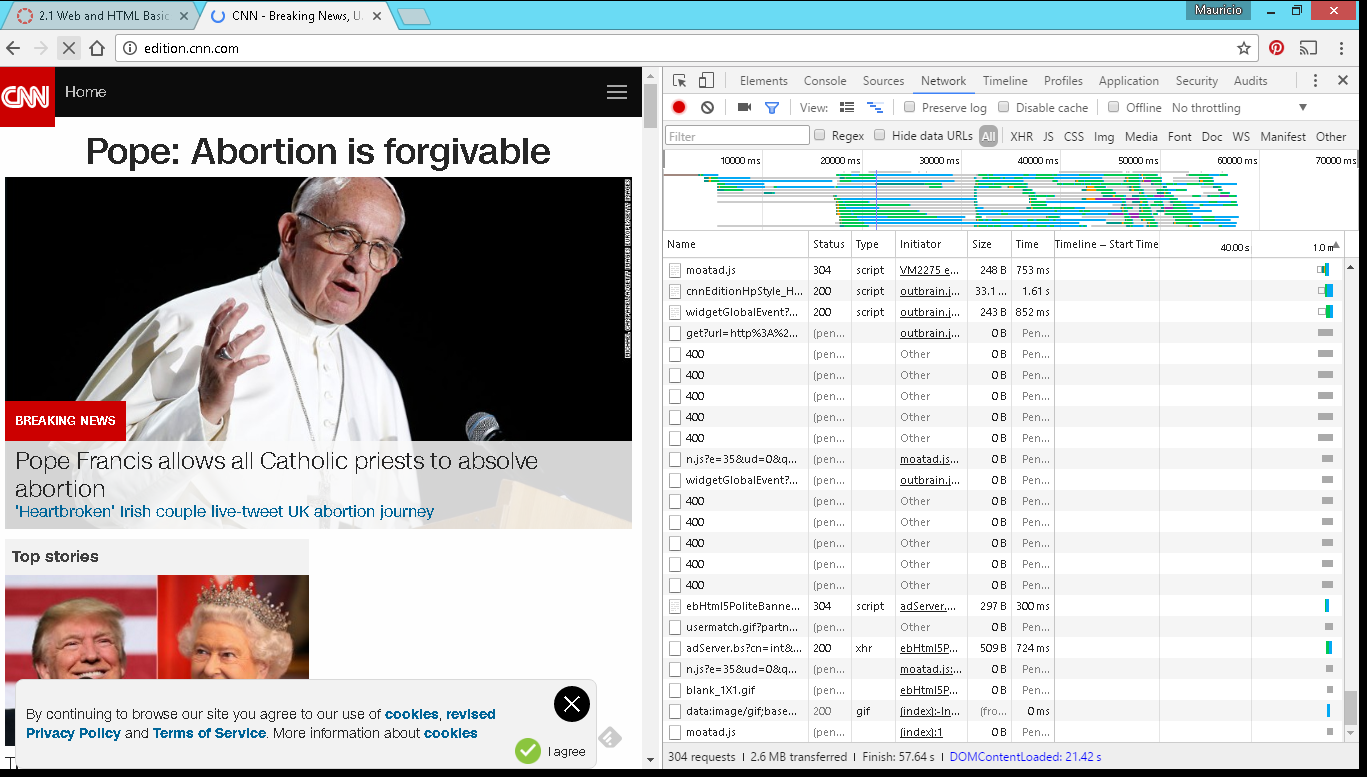 2.1 Web and HTML Basic
CNN - Breaking News, U.
Mauricio
edition.cnn.com
CNN
Home
Pope: Abortion is forgivable
BREAKING NEWS
Pope Francis allows all Catholic priests to absolve
abortion
'Heartbroken' Irish couple live-tweet UK abortion journey
Top stories
By continuing to browse our site you agree to our use of cookies, revised
Privacy Policy and Terms of Service. More information about cookies
I agree
Elements Console Sources Network Timeline Profiles Application Security Audits
View: Preserve log Disable cache Offline No throttling
Filter Regex Hide data URLs All XHR JS CSS Img Media Font Doc WS Manifest Other
10000 ms 20000 ms 30000 ms 40000 ms 50000 ms 60000 ms 70000 ms
Name Status Type Initiator Size Time Timeline – Start Time 40.00 s 1.0 m
moatad.js 304 script VM2275 e... 248 B 753 ms
cnnEditionHpStyle_H... 200 script outbrain.j... 33.1 ... 1.61 s
widgetGlobalEvent?... 200 script outbrain.j... 243 B 852 ms
get?url=http%3A%2... (pen... outbrain.j... 0 B Pen...
400 (pen... Other 0 B Pen...
400 (pen... Other 0 B Pen...
400 (pen... Other 0 B Pen...
400 (pen... Other 0 B Pen...
400 (pen... Other 0 B Pen...
n.js?e=35&ud=0&q... (pen... moatad.js... 0 B Pen...
widgetGlobalEvent?... (pen... outbrain.j... 0 B Pen...
400 (pen... Other 0 B Pen...
400 (pen... Other 0 B Pen...
400 (pen... Other 0 B Pen...
400 (pen... Other 0 B Pen...
400 (pen... Other 0 B Pen...
ebHtml5PoliteBanne... 304 script adServer.... 297 B 300 ms
usermatch.gif?partn... (pen... Other 0 B Pen...
adServer.bs?cn=int&... 200 xhr ebHtml5P... 509 B 724 ms
n.js?e=35&ud=0&q... (pen... moatad.js:... 0 B Pen...
blank_1X1.gif (pen... ebHtml5P... 0 B Pen...
data:image/gif;base... 200 gif (index):-In... (fro... 0 ms
moatad.js (pen... (index):1 0 B Pen...
304 requests | 2.6 MB transferred | Finish: 57.64 s | DOMContentLoaded: 21.42 s